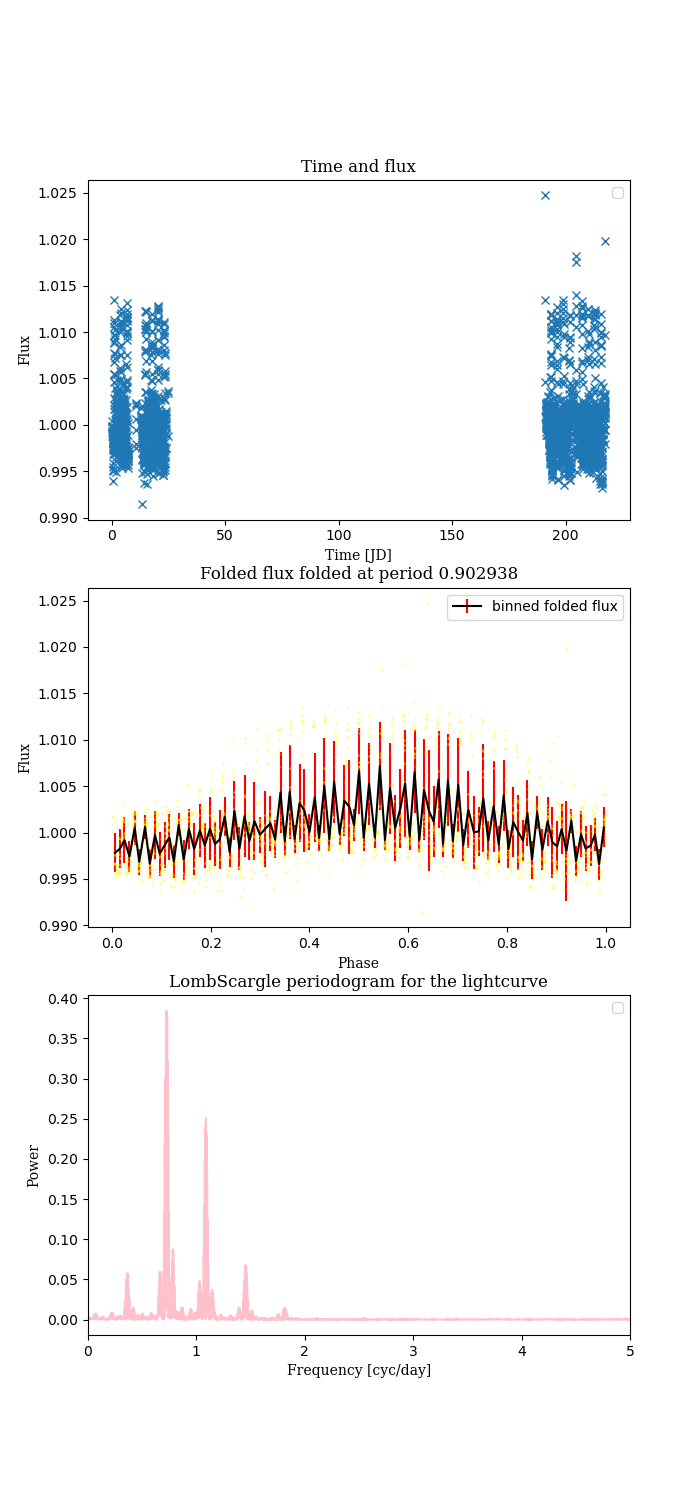 Time and flux
1.025
1.020
1.015
1.010
1.005
1.000
0.995
0.990
Flux
0 50 100 150 200
Time [JD]
Folded flux folded at period 0.902938
binned folded flux
1.025
1.020
1.015
1.010
1.005
1.000
0.995
0.990
Flux
0.0 0.2 0.4 0.6 0.8 1.0
Phase
LombScargle periodogram for the lightcurve
0.40
0.35
0.30
0.25
0.20
0.15
0.10
0.05
0.00
Power
0 1 2 3 4 5
Frequency [cyc/day]